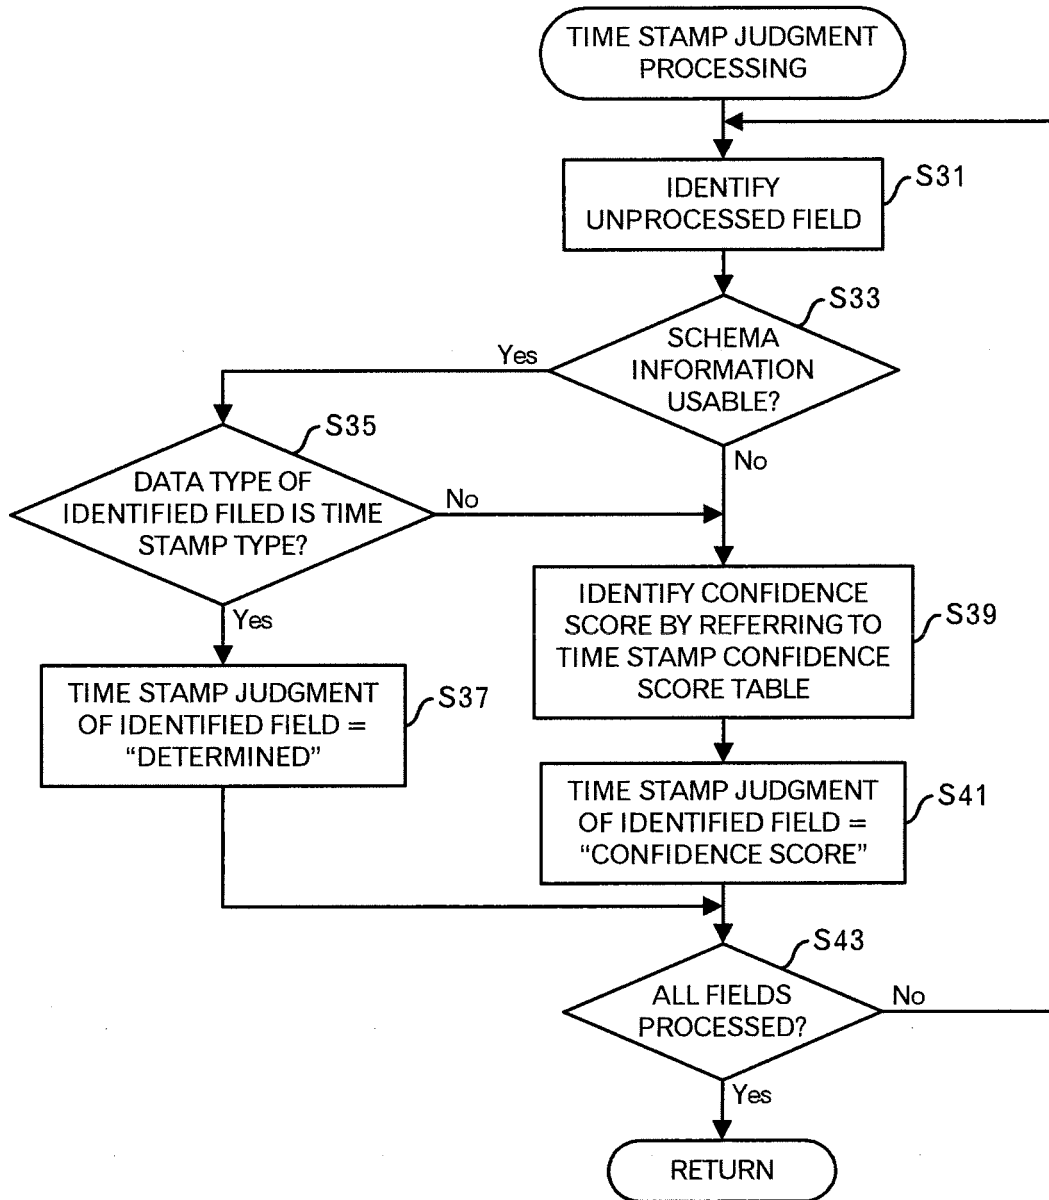 TIME STAMP JUDGMENT
PROCESSING
IDENTIFY
UNPROCESSED FIELD
S31
SCHEMA
INFORMATION
USABLE?
S33
Yes
No
DATA TYPE OF
IDENTIFIED FILED IS TIME
STAMP TYPE?
S35
No
Yes
TIME STAMP JUDGMENT
OF IDENTIFIED FIELD =
“DETERMINED”
S37
IDENTIFY CONFIDENCE
SCORE BY REFERRING TO
TIME STAMP CONFIDENCE
SCORE TABLE
S39
TIME STAMP JUDGMENT
OF IDENTIFIED FIELD =
“CONFIDENCE SCORE”
S41
ALL FIELDS
PROCESSED?
S43
No
Yes
RETURN